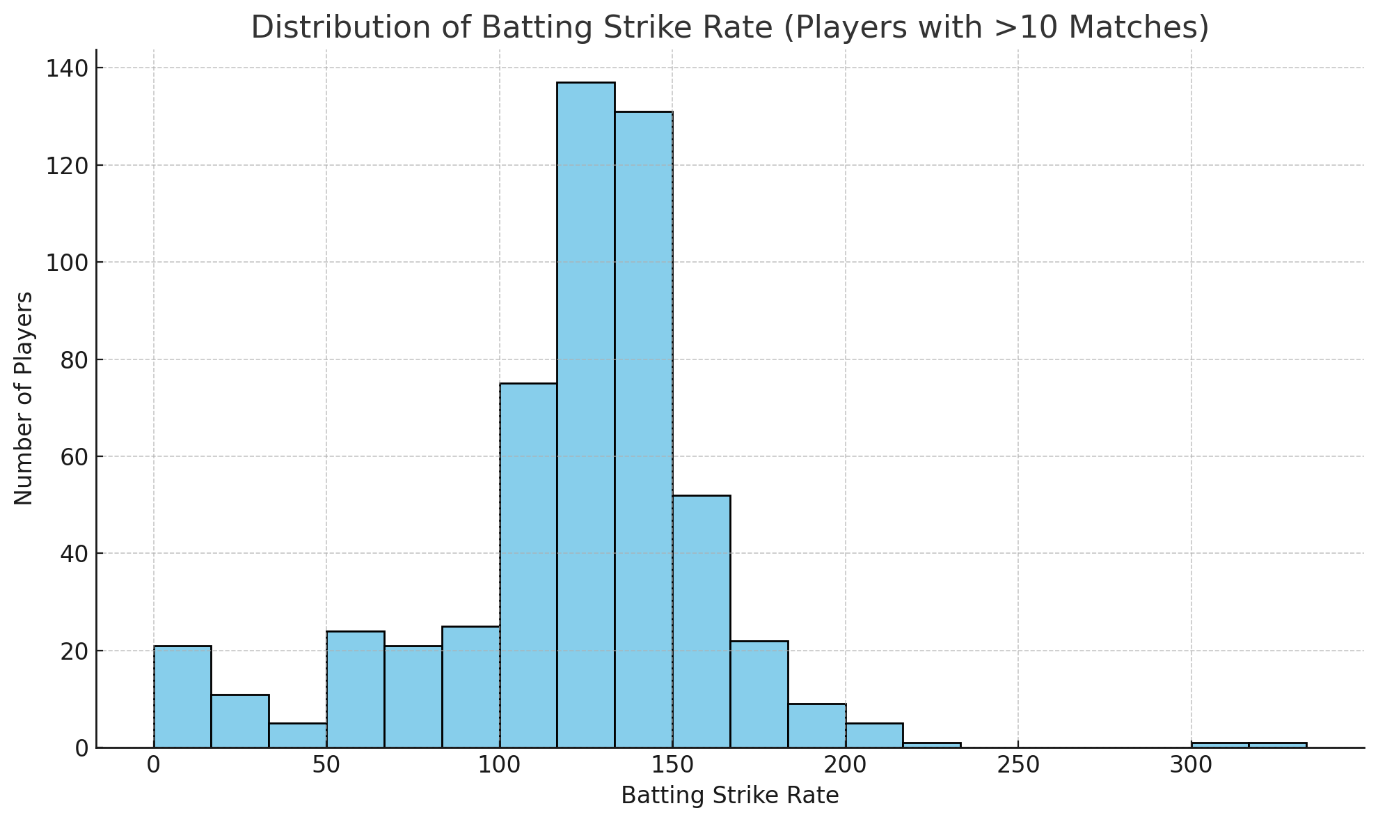 Distribution of Batting Strike Rate (Players with >10 Matches)
Number of Players
140
120
100
80
60
40
20
0
0 50 100 150 200 250 300
Batting Strike Rate